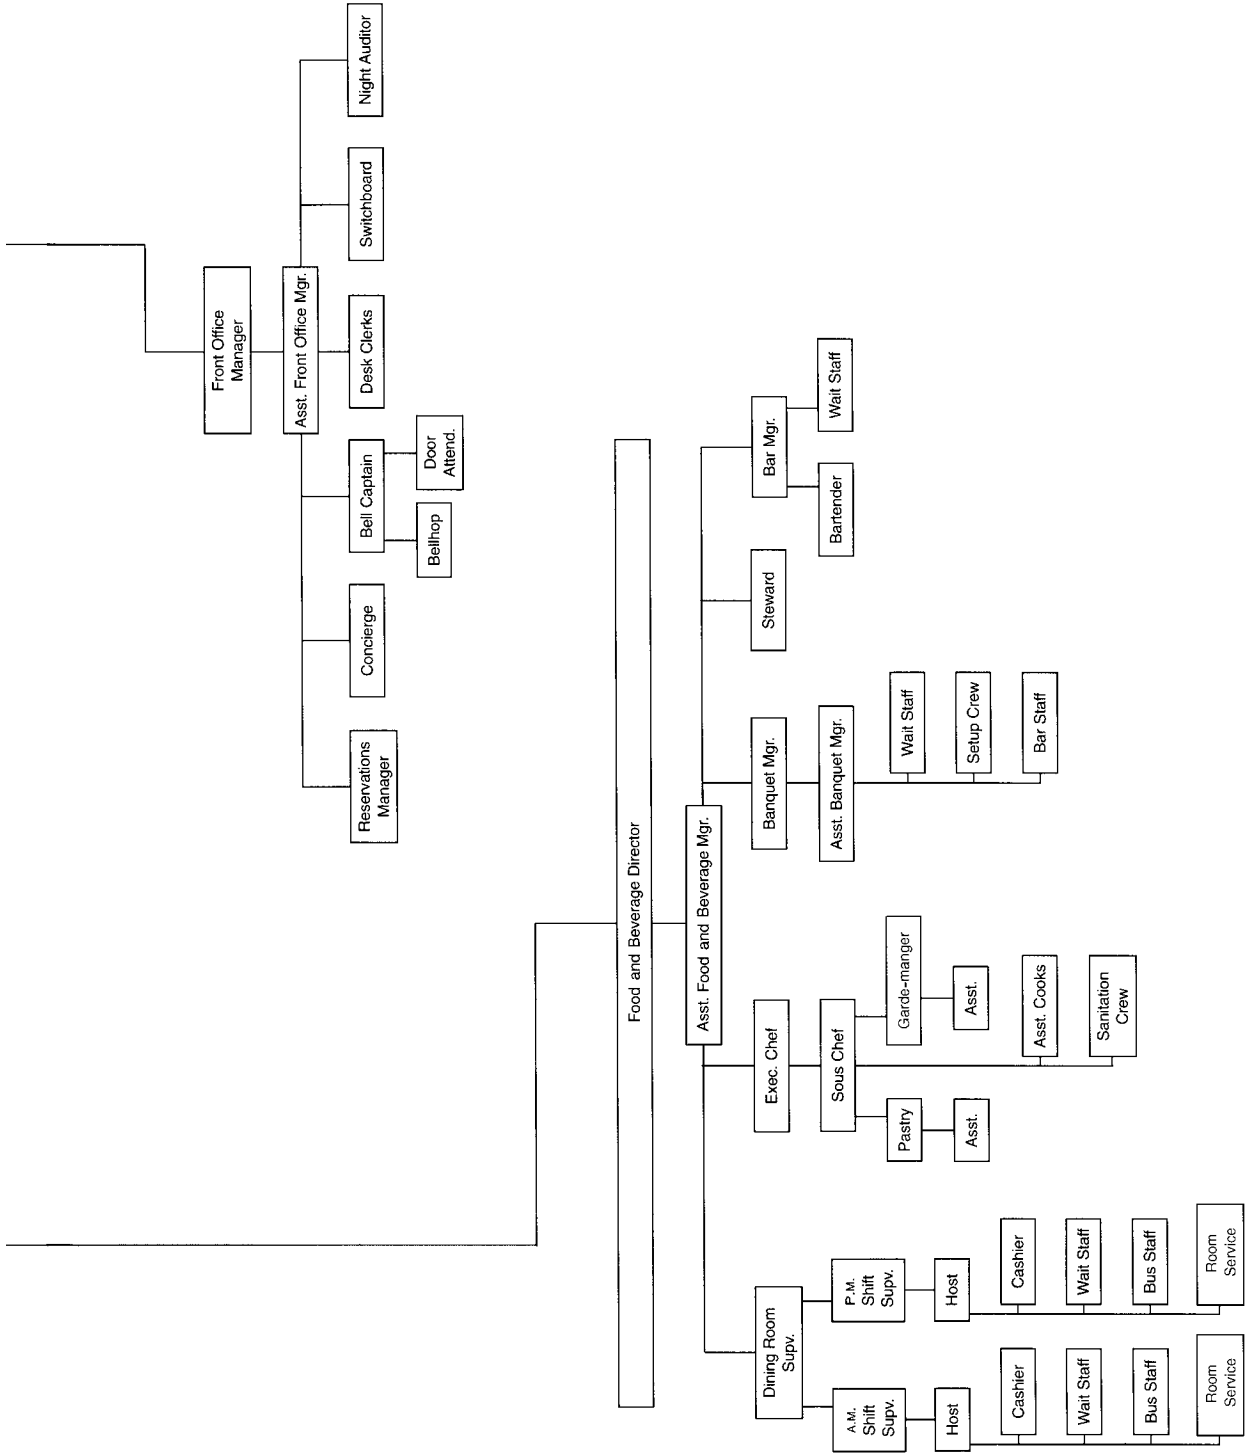 Front Office
Manager
Asst. Front Office Mgr.
Reservations
Manager
Concierge
Bell Captain
Bellhop
Door
Attend.
Desk Clerks
Switchboard
Night Auditor
Food and Beverage Director
Asst. Food and Beverage Mgr.
Dining Room
Supv.
A.M.
Shift
Supv.
Host
Cashier
Wait Staff
Bus Staff
Room
Service
P.M.
Shift
Supv.
Host
Cashier
Wait Staff
Bus Staff
Room
Service
Exec. Chef
Sous Chef
Pastry
Asst.
Garde-manger
Asst.
Asst. Cooks
Sanitation
Crew
Banquet Mgr.
Asst. Banquet Mgr.
Wait Staff
Setup Crew
Bar Staff
Steward
Bar Mgr.
Bartender
Wait Staff